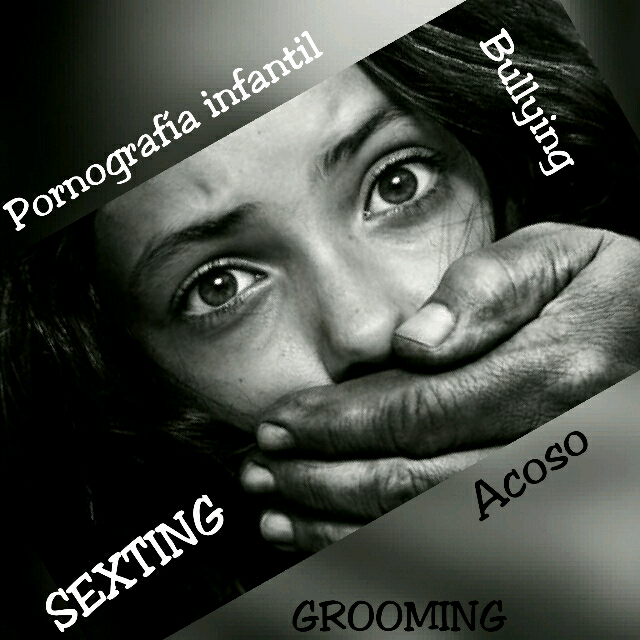 Pornografía infantil
Bullying
Acoso
SEXTING
GROOMING